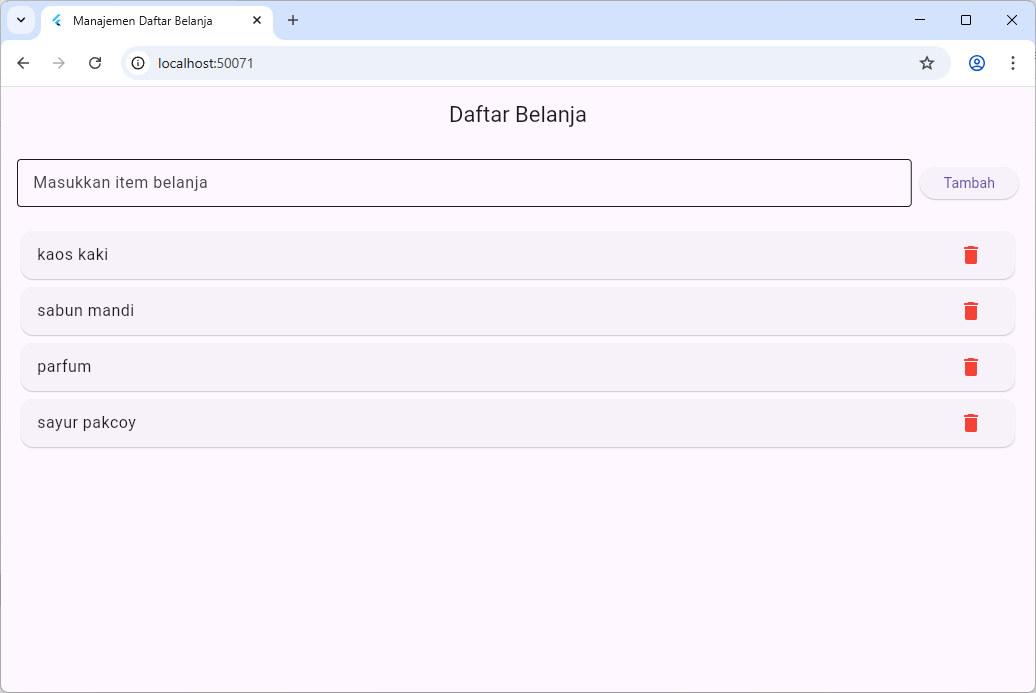 Manajemen Daftar Belanja
localhost:50071
Daftar Belanja
Masukkan item belanja
Tambah
kaos kaki
sabun mandi
parfum
sayur pakcoy